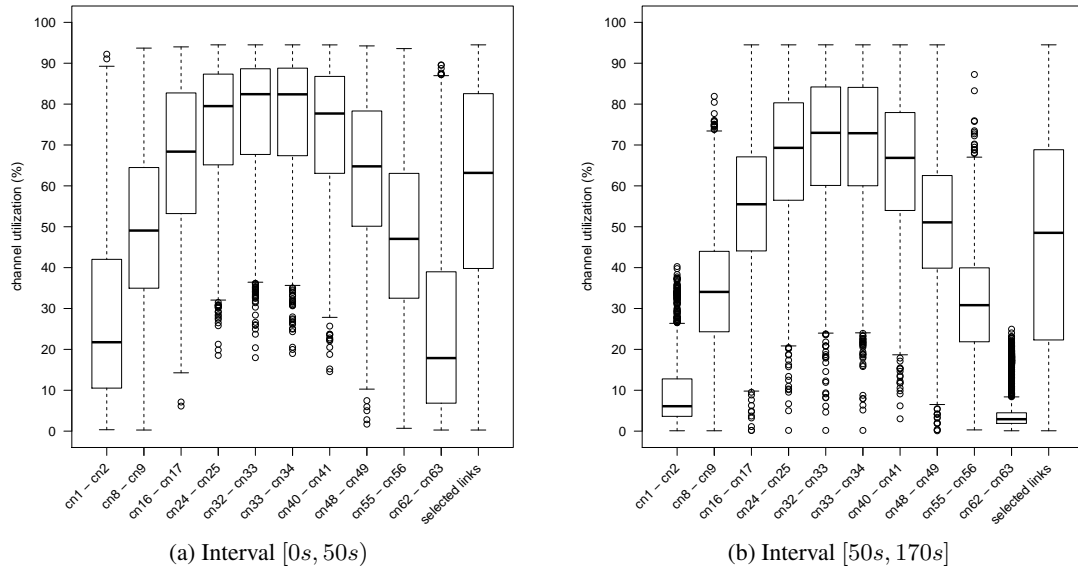 channel utilization (%)
100
90
80
70
60
50
40
30
20
10
0
cn1 – cn2
cn8 – cn9
cn16 – cn17
cn24 – cn25
cn32 – cn33
cn33 – cn34
cn40 – cn41
cn48 – cn49
cn55 – cn56
cn62 – cn63
selected links
(a) Interval [0s, 50s)
channel utilization (%)
100
90
80
70
60
50
40
30
20
10
0
cn1 – cn2
cn8 – cn9
cn16 – cn17
cn24 – cn25
cn32 – cn33
cn33 – cn34
cn40 – cn41
cn48 – cn49
cn55 – cn56
cn62 – cn63
selected links
(b) Interval [50s, 170s]